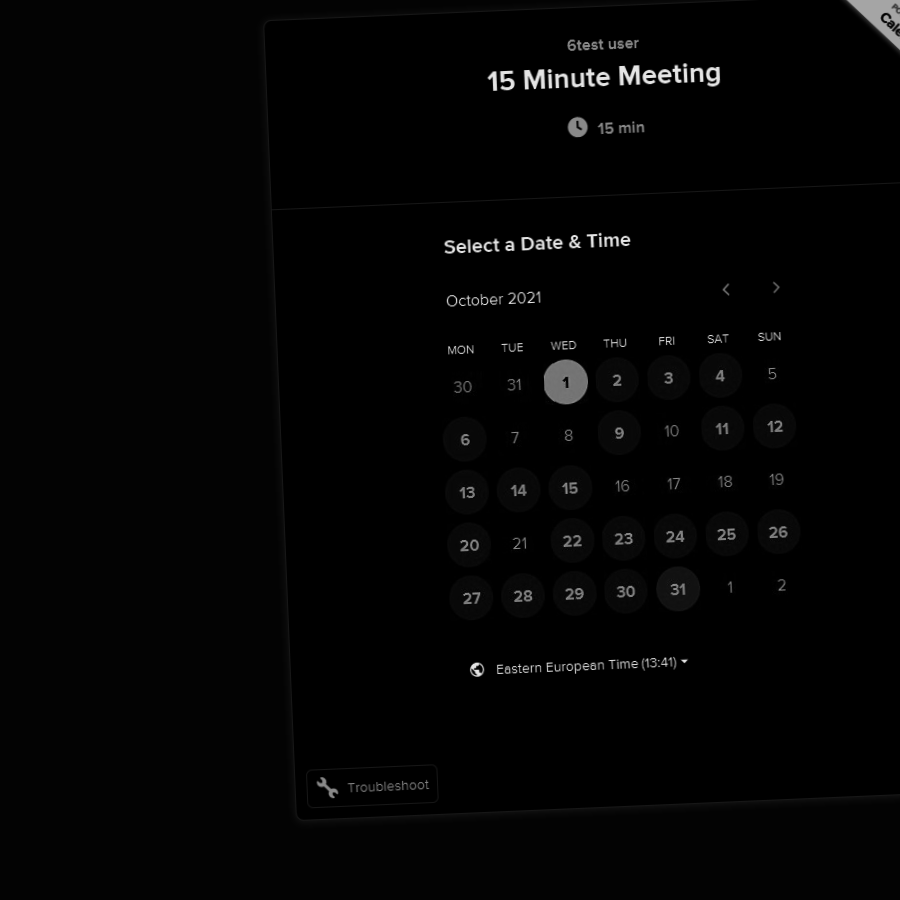 6test user
15 Minute Meeting
15 min
Select a Date & Time
October 2021
MON TUE WED THU FRI SAT SUN
30 31 1 2 3 4 5
6 7 8 9 10 11 12
13 14 15 16 17 18 19
20 21 22 23 24 25 26
27 28 29 30 31 1 2
Eastern European Time (13:41)
Troubleshoot